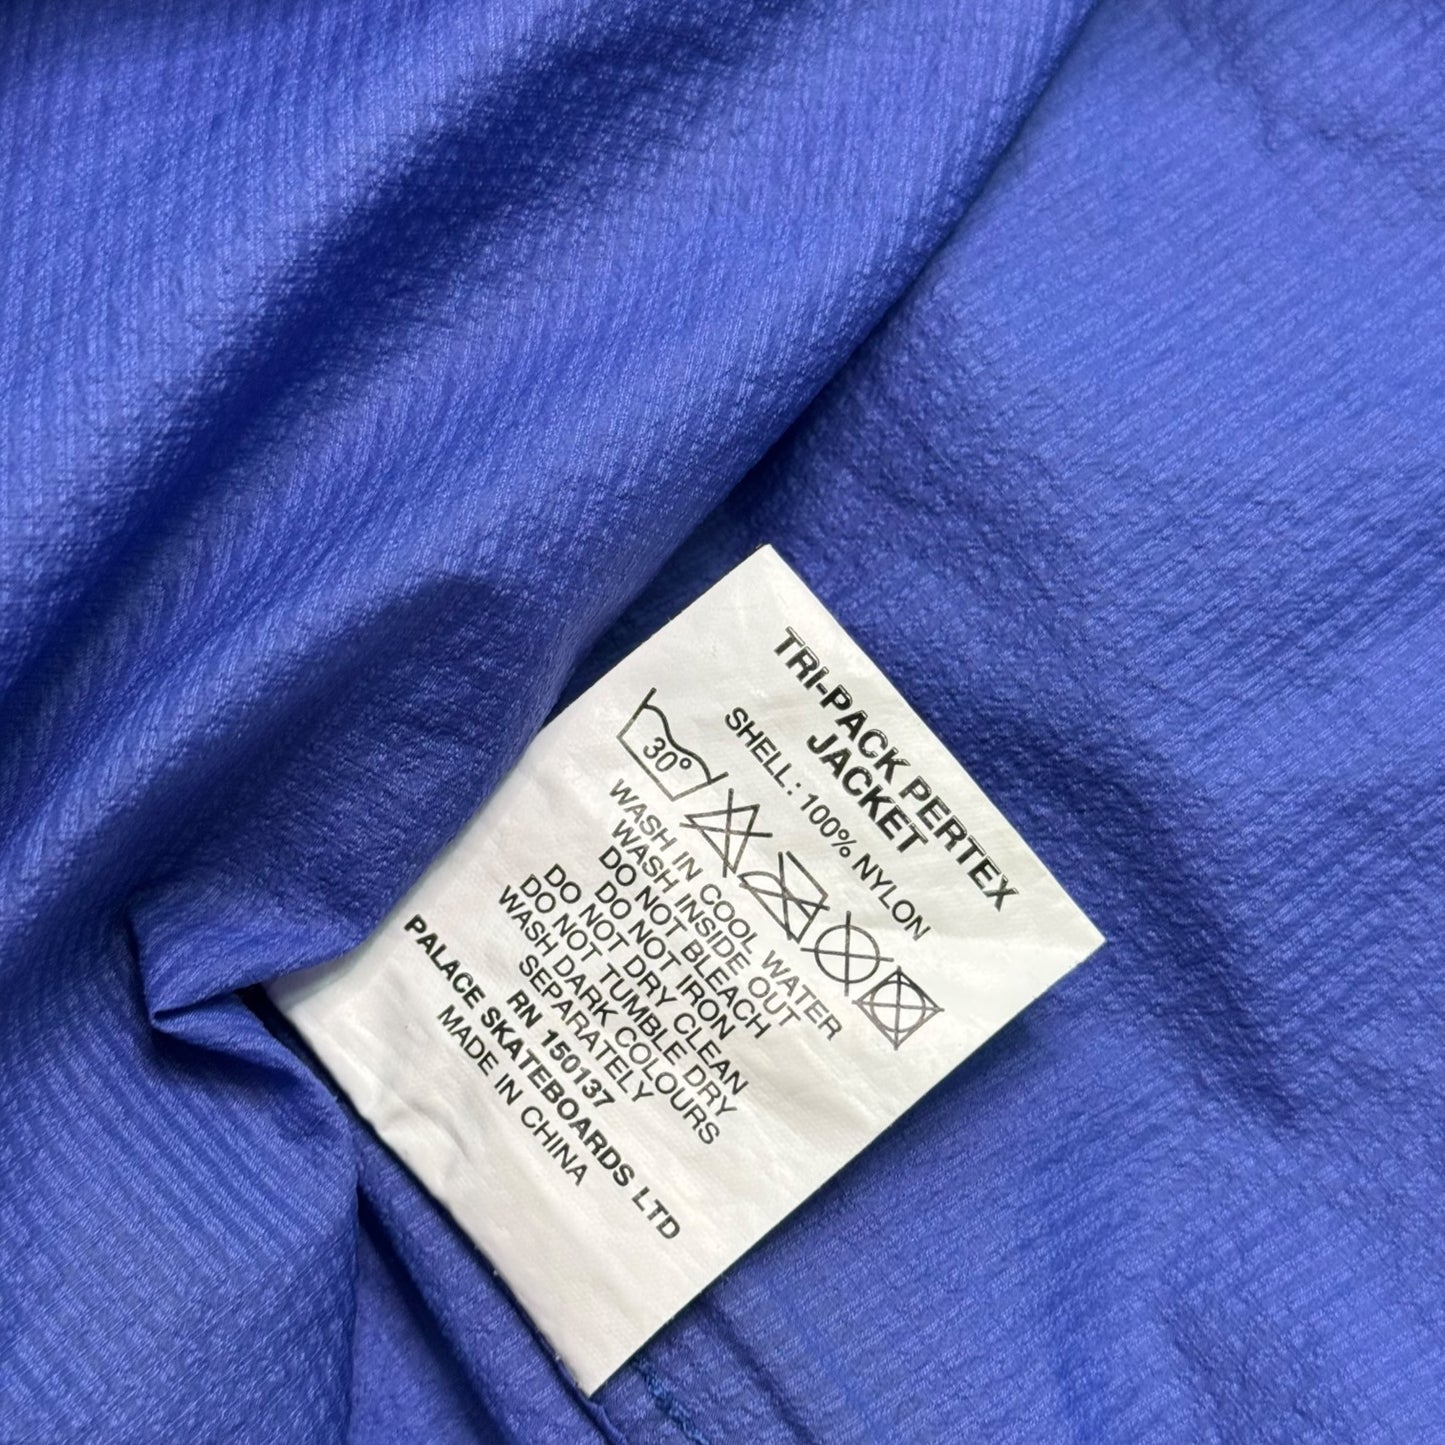 TRI-PACK PERTEX
JACKET
SHELL : 100% NYLON
30°
WASH IN COOL WATER
WASH INSIDE OUT
DO NOT BLEACH
DO NOT IRON
DO NOT DRY CLEAN
DO NOT TUMBLE DRY
WASH DARK COLOURS
SEPARATELY
RN 150137
PALACE SKATEBOARDS LTD
MADE IN CHINA